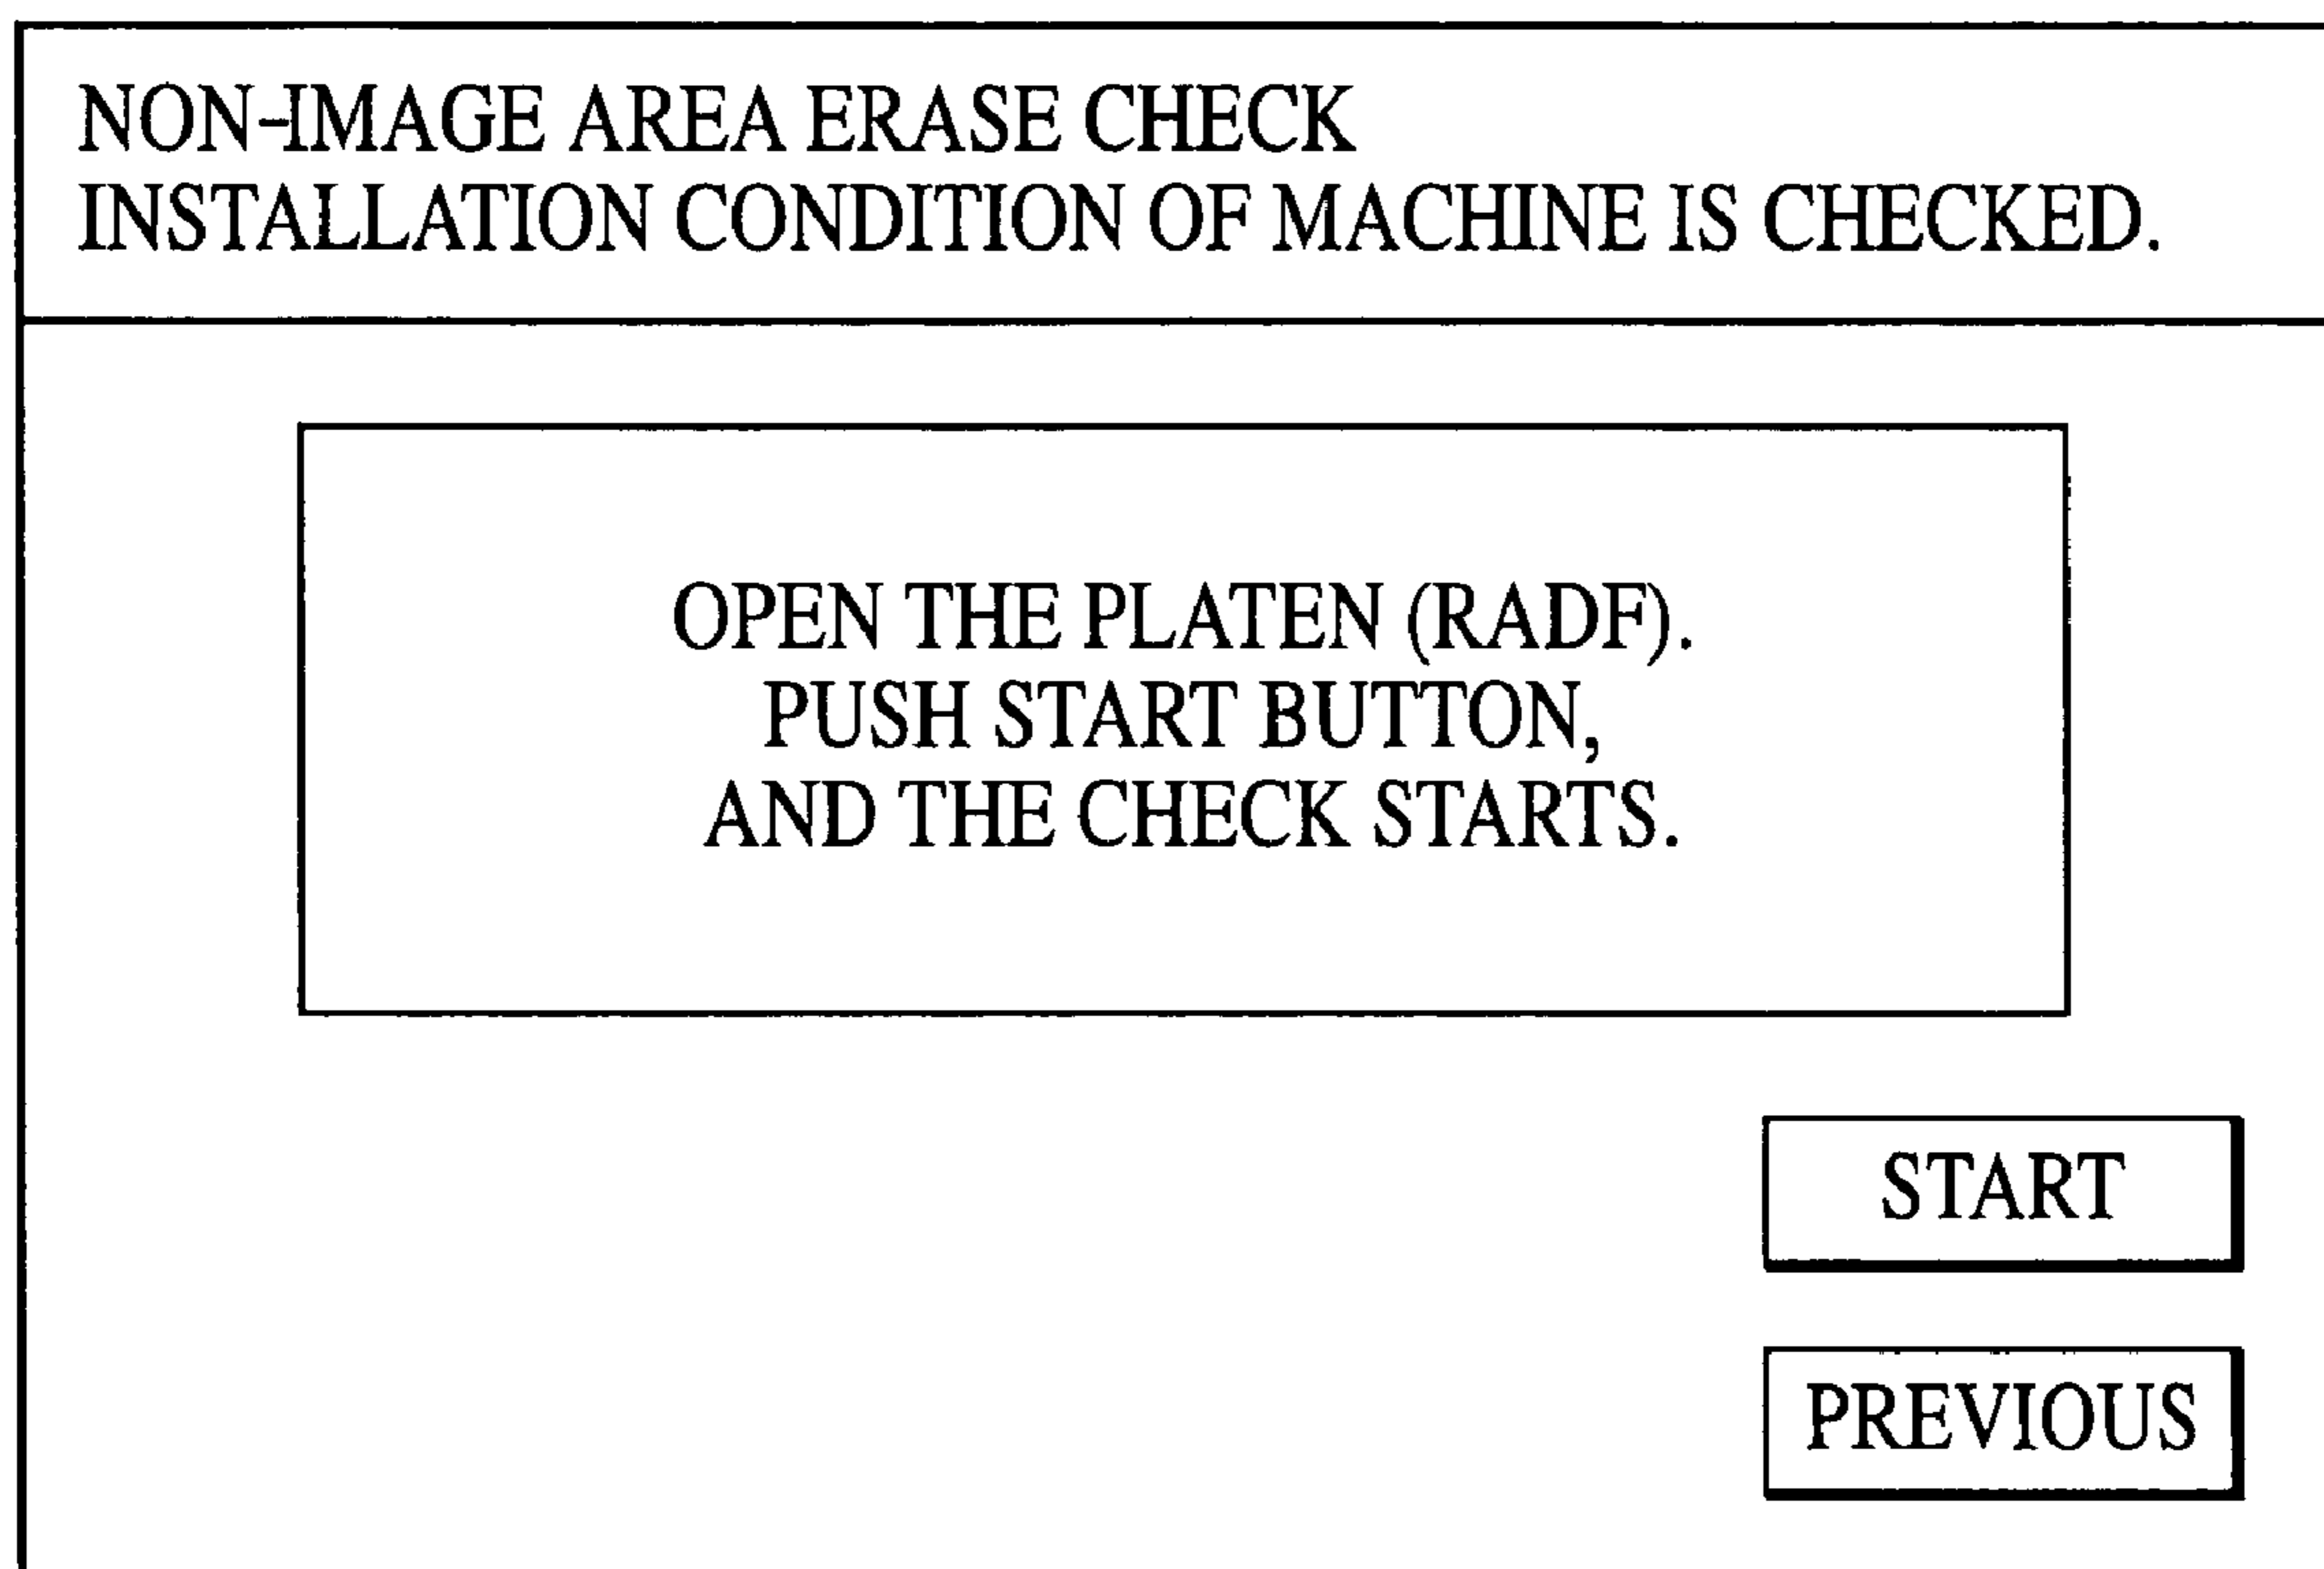 NON-IMAGE AREA ERASE CHECK
INSTALLATION CONDITION OF MACHINE IS CHECKED.
OPEN THE PLATEN (RADF).
PUSH START BUTTON,
AND THE CHECK STARTS.
START
PREVIOUS